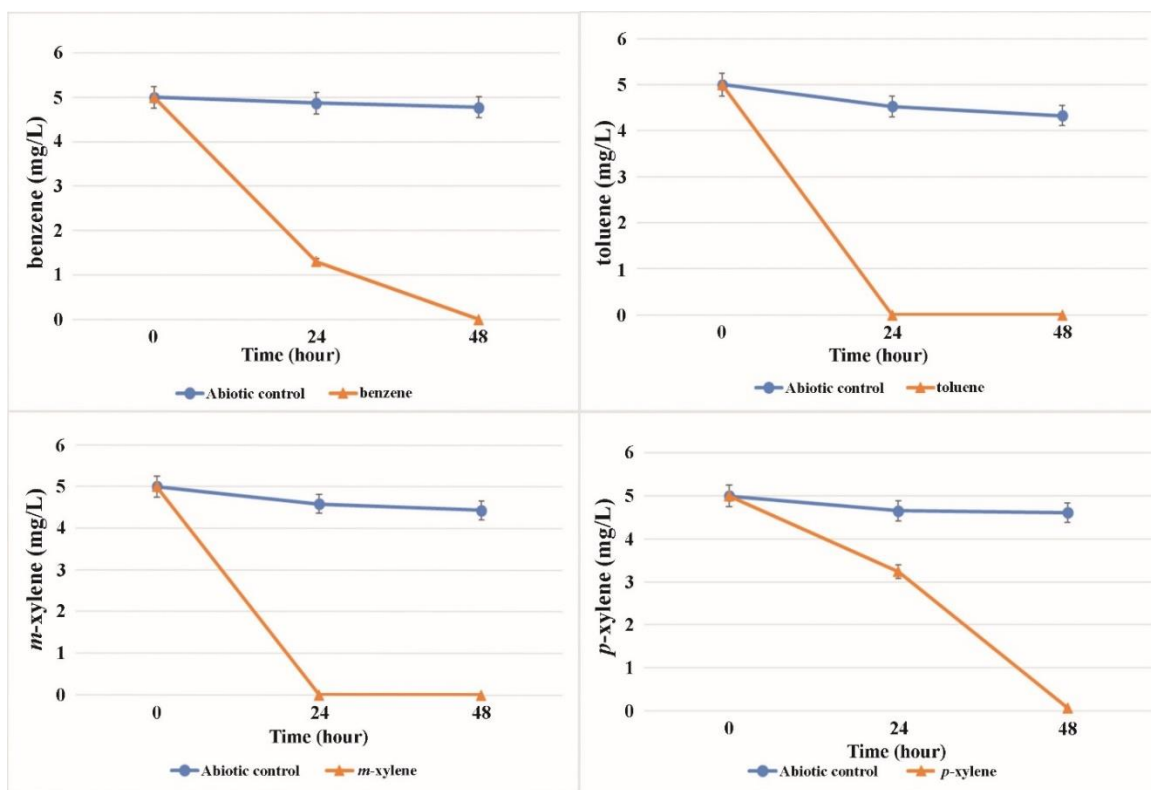 benzene (mg/L)
6
5
4
3
2
1
0
0 24 48
Time (hour)
Abiotic control benzene
toluene (mg/L)
6
5
4
3
2
1
0
0 24 48
Time (hour)
Abiotic control toluene
m-xylene (mg/L)
6
5
4
3
2
1
0
0 24 48
Time (hour)
Abiotic control m-xylene
p-xylene (mg/L)
6
5
4
3
2
1
0
0 24 48
Time (hour)
Abiotic control p-xylene